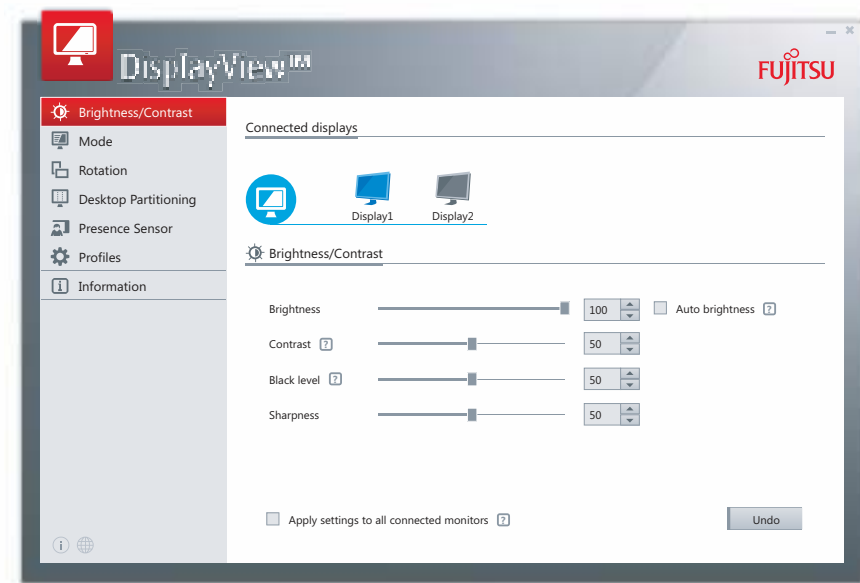 DisplayView™
FUJITSU
Brightness/Contrast
Mode
Rotation
Desktop Partitioning
Presence Sensor
Profiles
Information
Connected displays
Display1 Display2
Brightness/Contrast
Brightness 100 Auto brightness ?
Contrast ? 50
Black level ? 50
Sharpness 50
Apply settings to all connected monitors ? Undo